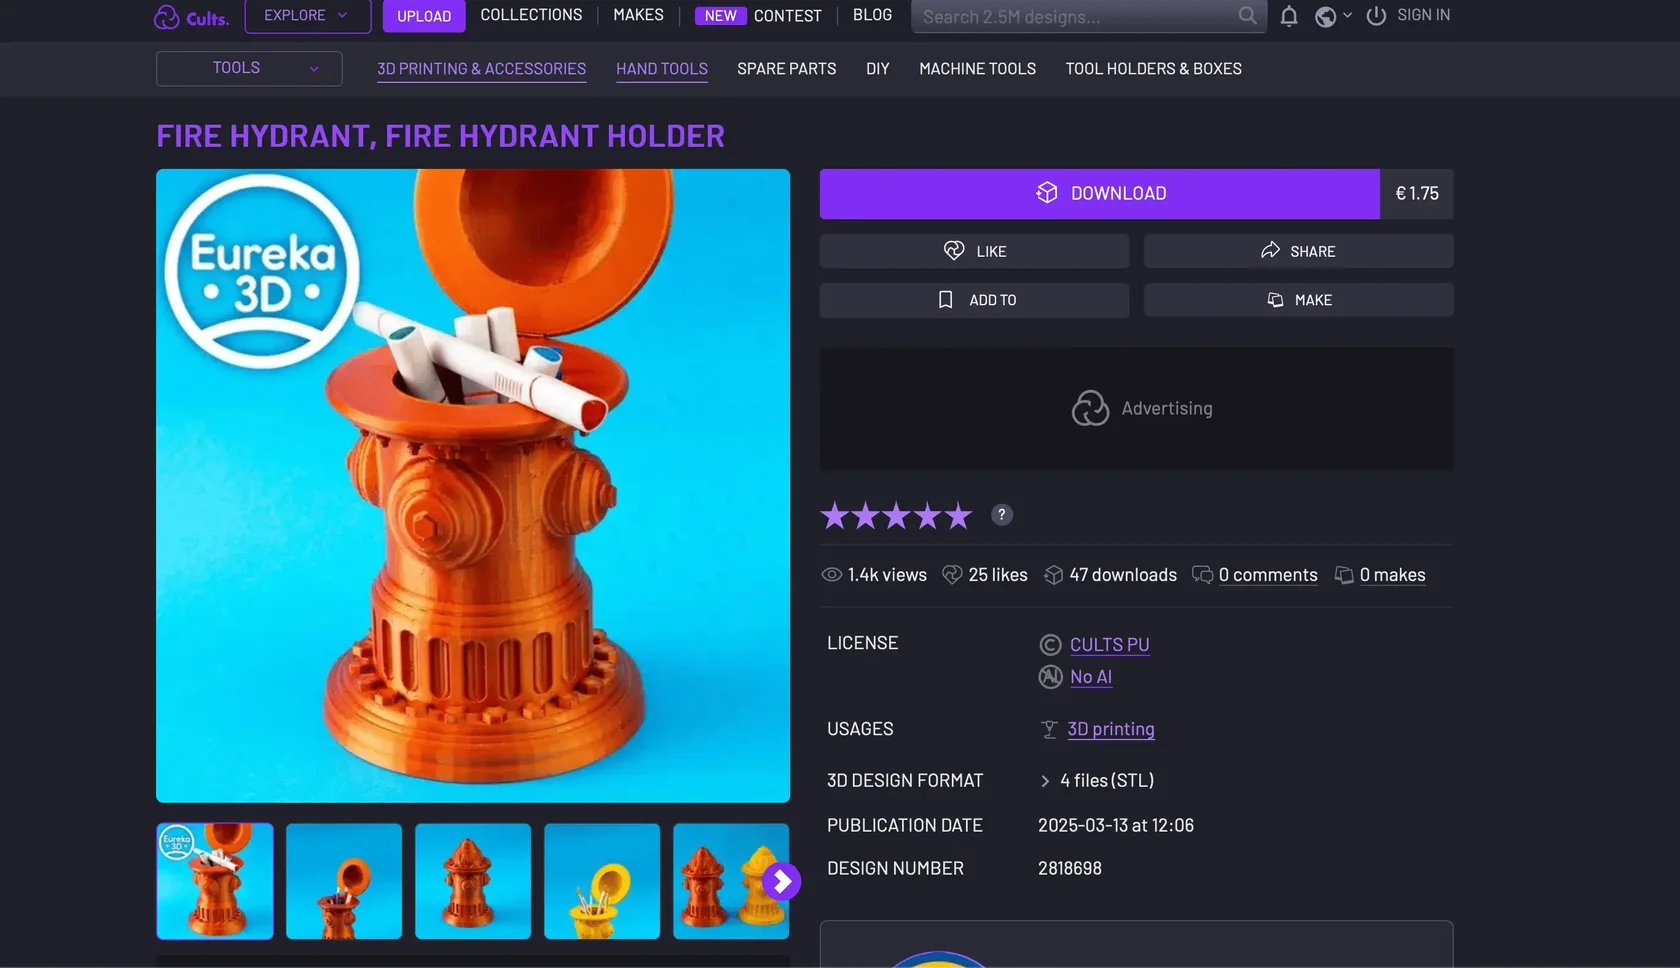 Cults.
EXPLORE
UPLOAD
COLLECTIONS
MAKES
NEW CONTEST
BLOG
Search 2.5M designs...
SIGN IN
TOOLS
3D PRINTING & ACCESSORIES
HAND TOOLS
SPARE PARTS
DIY
MACHINE TOOLS
TOOL HOLDERS & BOXES
FIRE HYDRANT, FIRE HYDRANT HOLDER
Eureka
• 3D •
DOWNLOAD
€ 1.75
LIKE
SHARE
ADD TO
MAKE
Advertising
?
1.4k views
25 likes
47 downloads
0 comments
0 makes
LICENSE
CULTS PU
AI No AI
USAGES
3D printing
3D DESIGN FORMAT
4 files (STL)
PUBLICATION DATE
2025-03-13 at 12:06
DESIGN NUMBER
2818698
Eureka
• 3D •